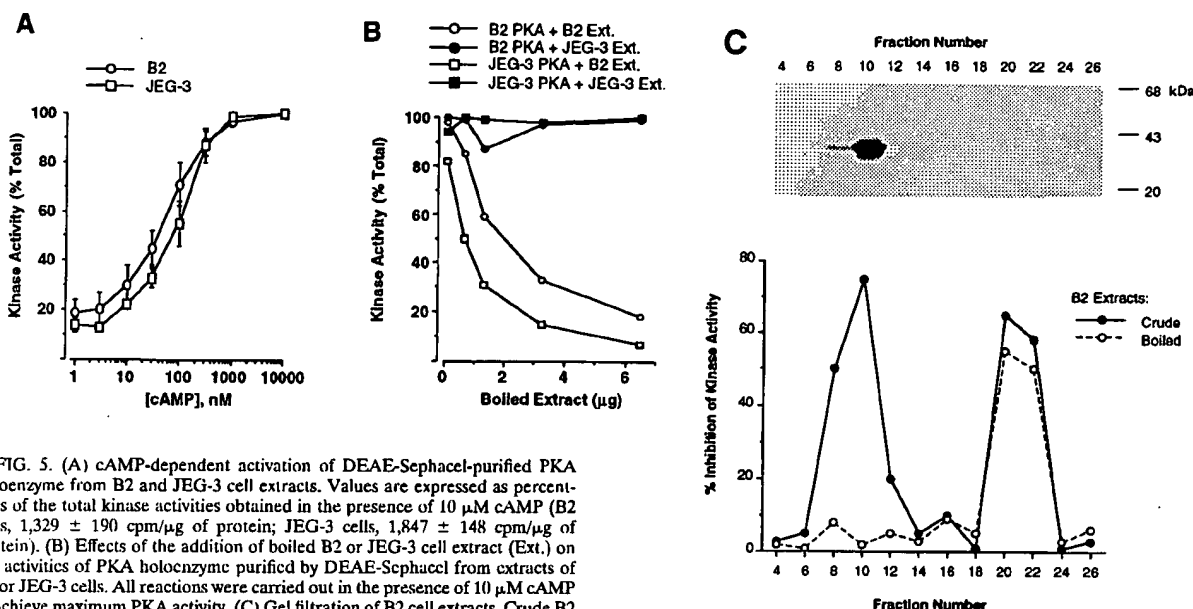 A
B2
JEG-3
Kinase Activity (% Total)
100
80
60
40
20
1 10 100 1000 10000
[cAMP], nM
B
B2 PKA + B2 Ext.
B2 PKA + JEG-3 Ext.
JEG-3 PKA + B2 Ext.
JEG-3 PKA + JEG-3 Ext.
Kinase Activity (% Total)
100
80
60
40
20
0 2 4 6
Boiled Extract (µg)
C
Fraction Number
4 6 8 10 12 14 16 18 20 22 24 26
68 kDa
43
20
% Inhibition of Kinase Activity
80
60
40
20
0
B2 Extracts:
Crude
Boiled
4 6 8 10 12 14 16 18 20 22 24 26
Fraction Number
FIG. 5. (A) cAMP-dependent activation of DEAE-Sephacel-purified PKA
oenzyme from B2 and JEG-3 cell extracts. Values are expressed as percent-
s of the total kinase activities obtained in the presence of 10 µM cAMP (B2
s, 1,329 ± 190 cpm/µg of protein; JEG-3 cells, 1,847 ± 148 cpm/µg of
tein). (B) Effects of the addition of boiled B2 or JEG-3 cell extract (Ext.) on
activities of PKA holoenzyme purified by DEAE-Sephacel from extracts of
or JEG-3 cells. All reactions were carried out in the presence of 10 µM cAMP
chieve maximum PKA activity. (C) Gel filtration of B2 cell extracts. Crude B2